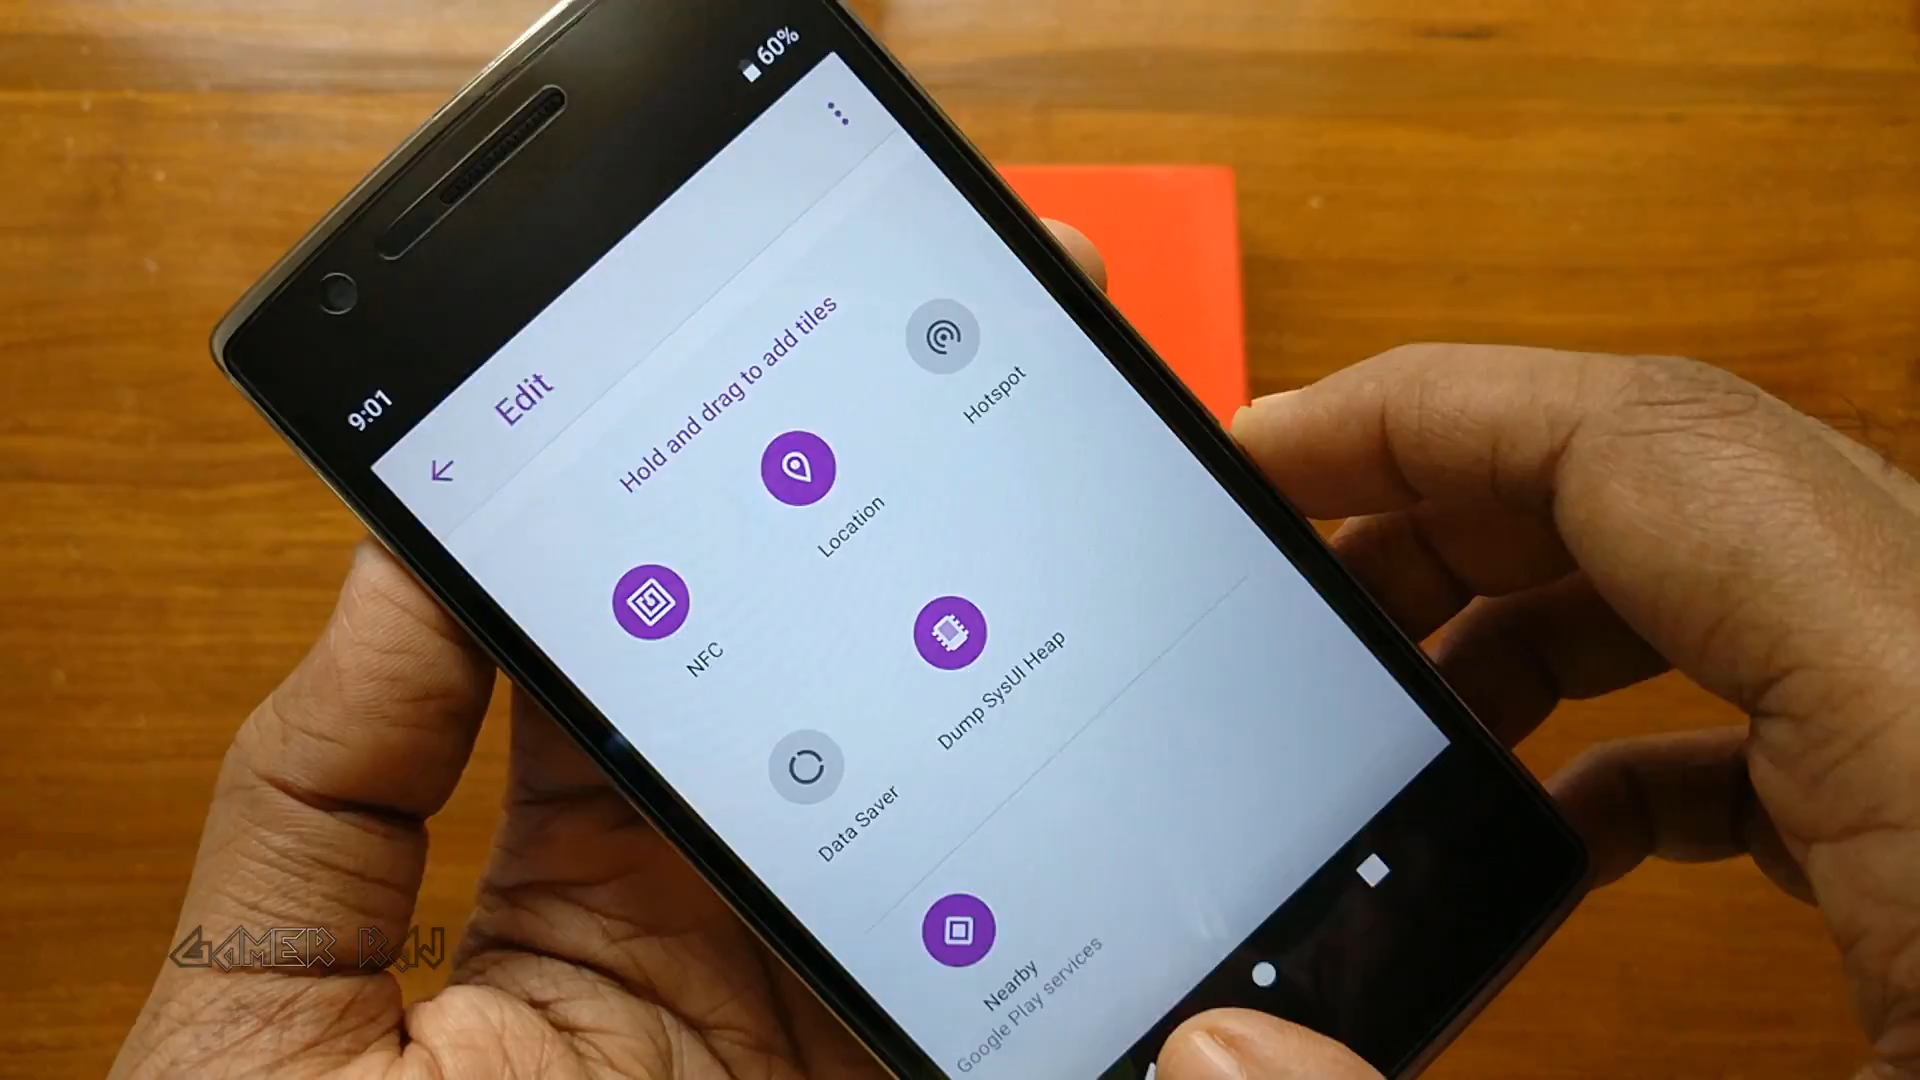 60%
9:01
Edit
Hold and drag to add tiles
NFC
Location
Hotspot
Data Saver
Dump SysUI Heap
Nearby
Google Play services
GAMER RAW